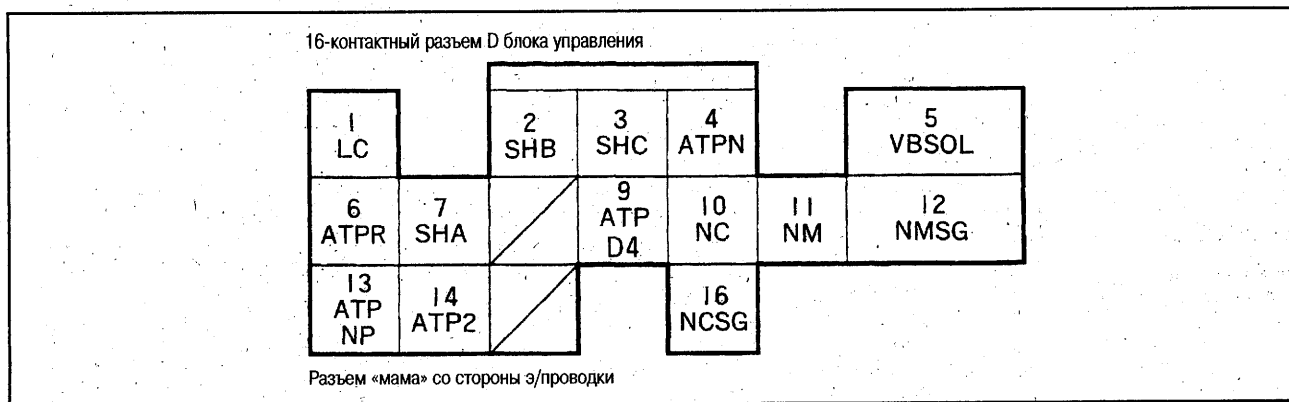 16-контактный разъем D блока управления
1 2 3 4 5
LC SHB SHC ATPN VBSOL
6 7 9 10 11 12
ATPR SHA ATP D4 NC NM NMSG
13 14 16
ATP NP ATP2 NCSG
Разъем «мама» со стороны э/проводки